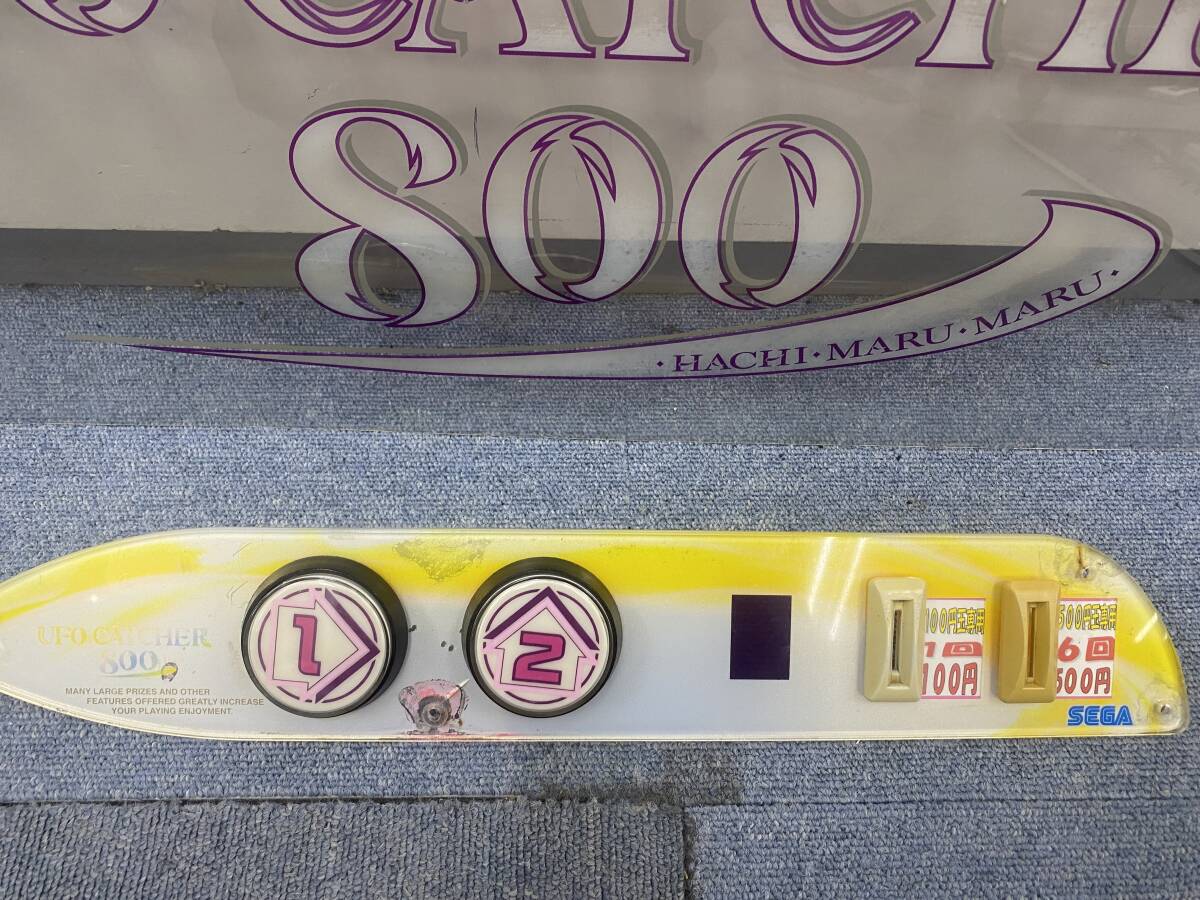 CATCHE
800
·HACHI·MARU·MARU·
UFO CATCHER
800
MANY LARGE PRIZES AND OTHER
FEATURES OFFERED GREATLY INCREASE
YOUR PLAYING ENJOYMENT.
1
2
100円玉専用
1回
100円
500円玉専用
6回
500円
SEGA